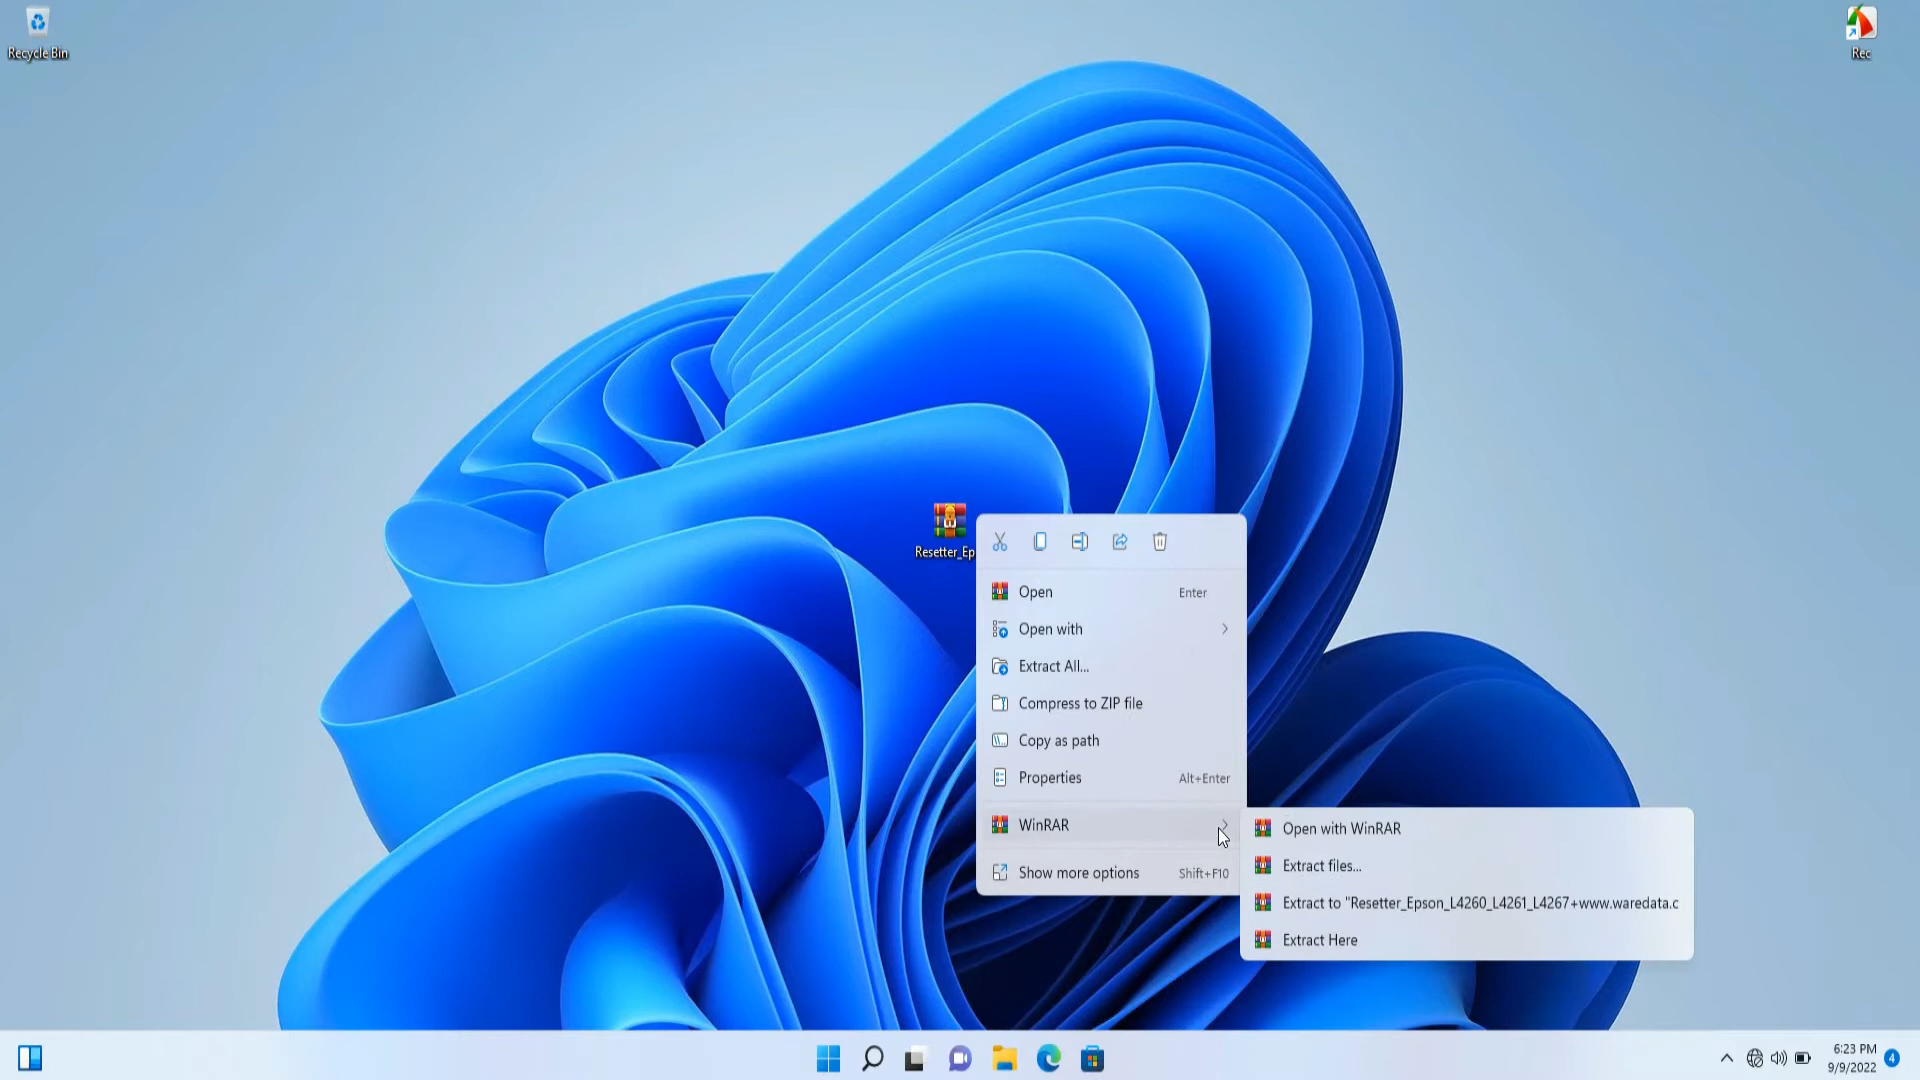 Recycle Bin
Rec
Resetter_Ep
Open Enter
Open with
Extract All...
Compress to ZIP file
Copy as path
Properties Alt+Enter
WinRAR
Show more options Shift+F10
Open with WinRAR
Extract files...
Extract to "Resetter_Epson_L4260_L4261_L4267+www.waredata.c
Extract Here
6:23 PM
9/9/2022
4